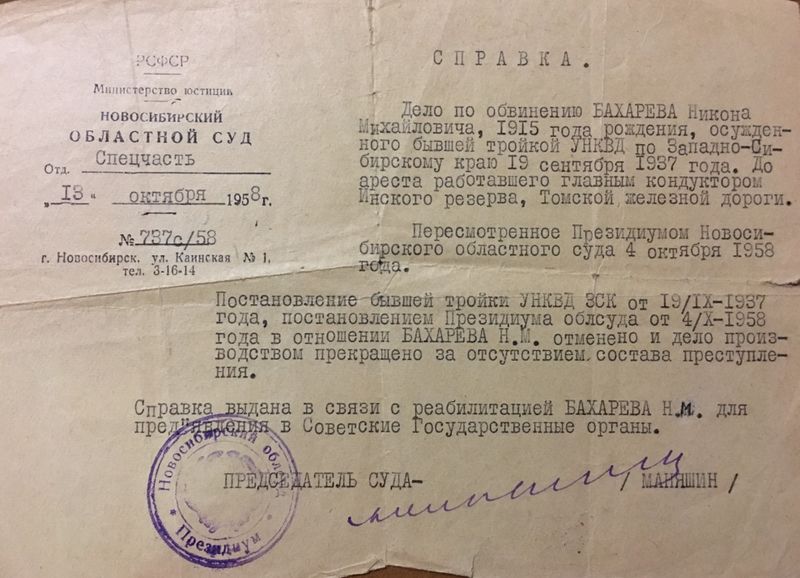 РСФСР
Министерство юстиции
НОВОСИБИРСКИЙ
ОБЛАСТНОЙ СУД
Отд. Спецчасть
„13“ октября 1958 г.
№ 737с/58
г. Новосибирск. ул. Каинская № 1,
тел. 3-16-14
СПРАВКА.
Дело по обвинению БАХАРЕВА Никона
Михайловича, 1915 года рождения, осужден-
ного бывшей тройкой УНКВД по Западно-Си-
бирскому краю 19 сентября 1937 года. До
ареста работавшего главным кондуктором
Инского резерва, Томской железной дороги.
Пересмотренное Президиумом Новоси-
бирского областного суда 4 октября 1958
года.
Постановление бывшей тройки УНКВД ЗСК от 19/IX-1937
года, постановлением Президиума облсуда от 4/X-1958
года в отношении БАХАРЕВА Н.М. отменено и дело произ-
водством прекращено за отсутствием состава преступле-
ния.
Справка выдана в связи с реабилитацией БАХАРЕВА Н.М. для
пред"явления в Советские Государственные органы.
ПРЕДСЕДАТЕЛЬ СУДА- / МАНЯШИН /
Новосибирский
* Президиум *